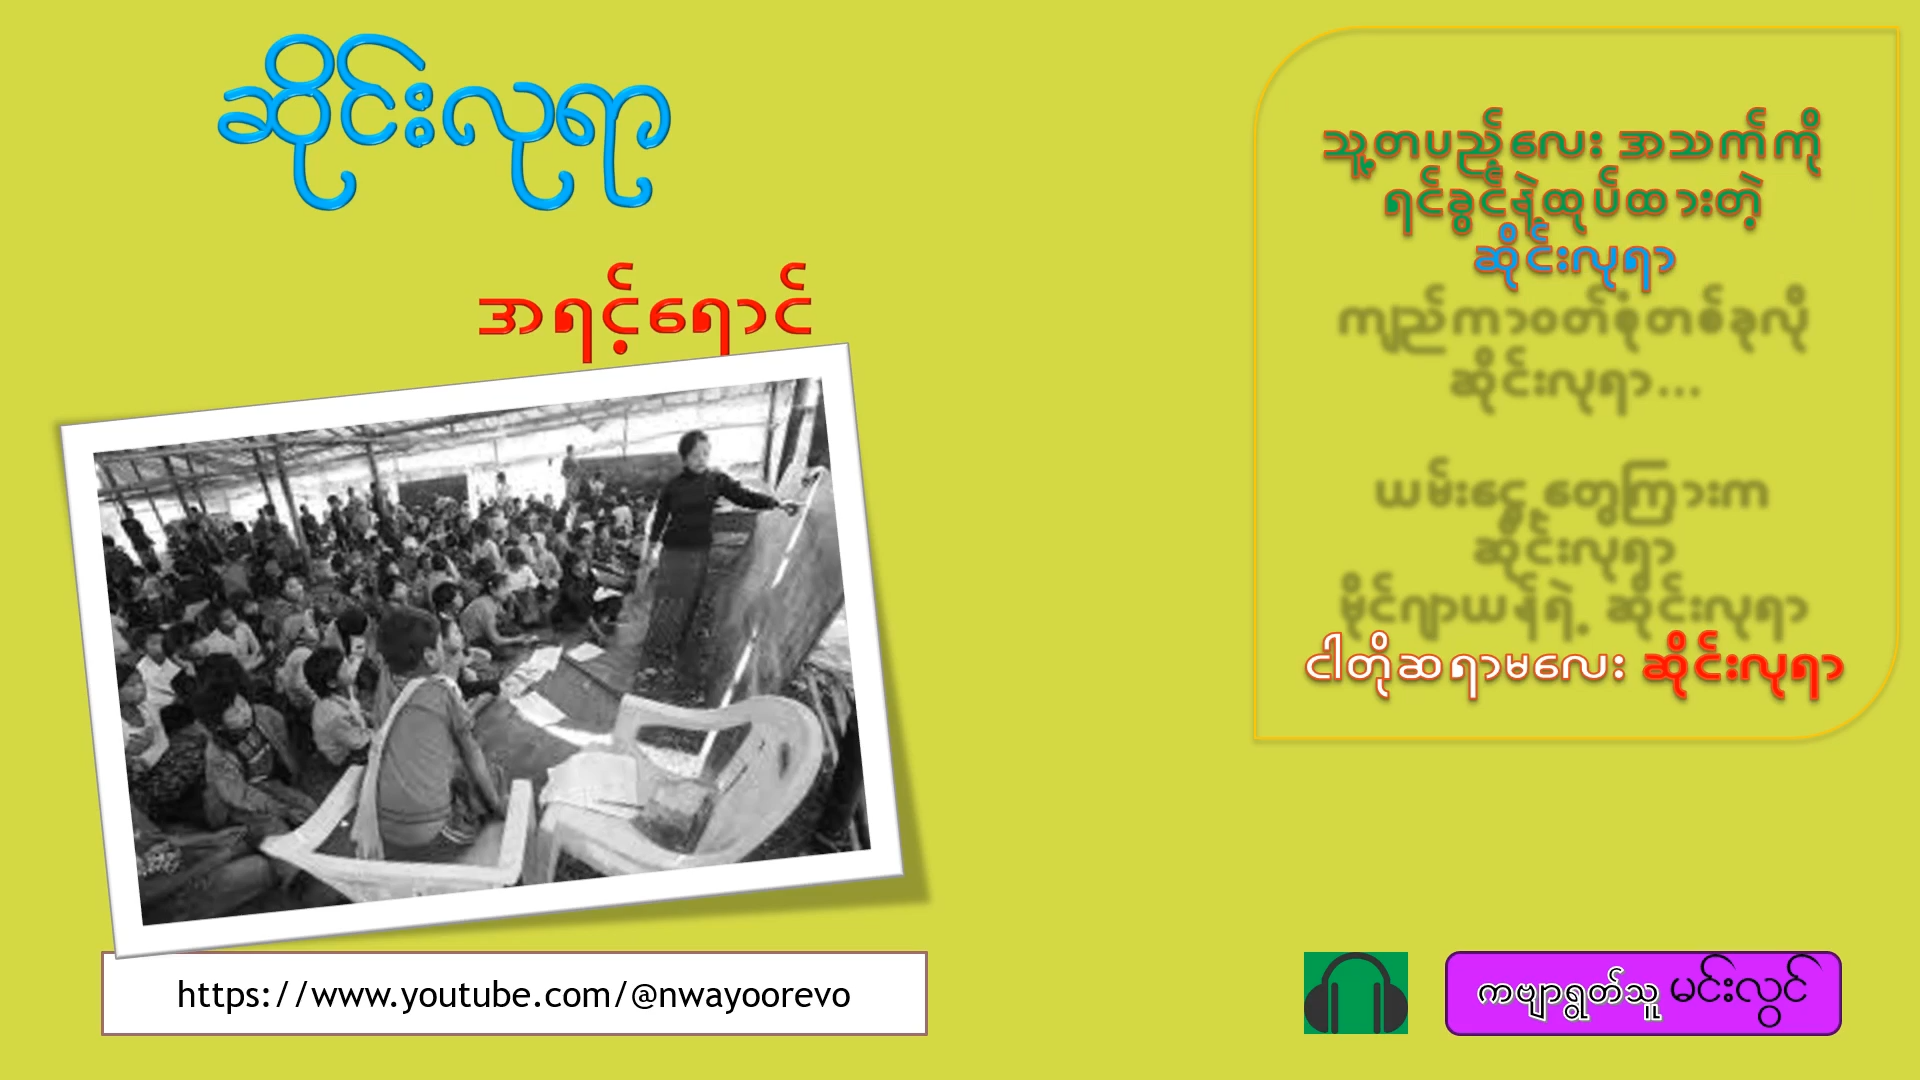 ဆိုင်းလုရာ
အရင့်ရောင်
သူ့တပည့်လေး အသက်ကို
ရင်ခွင်နဲ့ထုပ်ထားတဲ့
ဆိုင်းလုရာ
ကျည်ကာဝတ်စုံတစ်ခုလို
ဆိုင်းလုရာ...
ယမ်းငွေ့တွေကြားက
ဆိုင်းလုရာ
ဖိုင်ဂျာယန်ရဲ့ ဆိုင်းလုရာ
ငါတို့ဆရာမလေး ဆိုင်းလုရာ
https://www.youtube.com/@nwayoorevo
ကဗျာရွတ်သူ မင်းလွင်